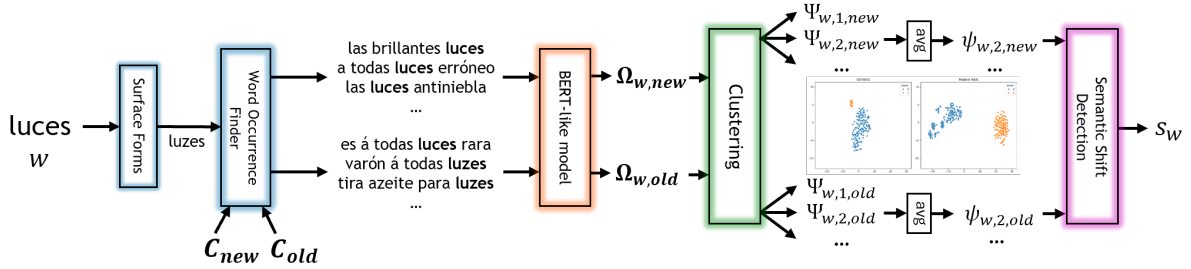 luces
w
Surface Forms
luzes
Word Occurrence
Finder
C_new
C_old
las brillantes luces
a todas luces erróneo
las luces antiniebla
...
es á todas luces rara
varón á todas luzes
tira azeite para luzes
...
BERT-like model
Ω_w,new
Ω_w,old
Clustering
Ψ_w,1,new
Ψ_w,2,new
...
avg
ψ_w,2,new
...
Ψ_w,1,old
Ψ_w,2,old
...
avg
ψ_w,2,old
...
Semantic Shift
Detection
s_w